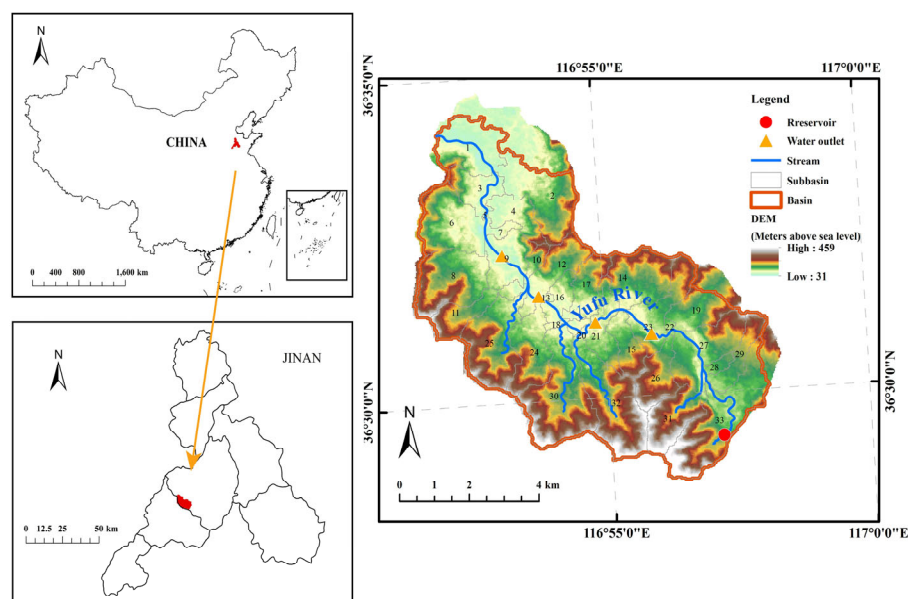 N
CHINA
0 400 800 1,600 km
JINAN
N
0 12.5 25 50 km
116°55'0"E 117°0'0"E
36°35'0"N
36°30'0"N
36°30'0"N
116°55'0"E 117°0'0"E
Legend
Rreservoir
Water outlet
Stream
Subbasin
Basin
DEM
(Meters above sea level)
High : 459
Low : 31
Yufu River
1
2
3
4
5
6
7
8
9
10
11
12
13
14
15
16
17
18
19
20
21
22
23
24
25
26
27
28
29
30
31
32
33
N
0 1 2 4 km